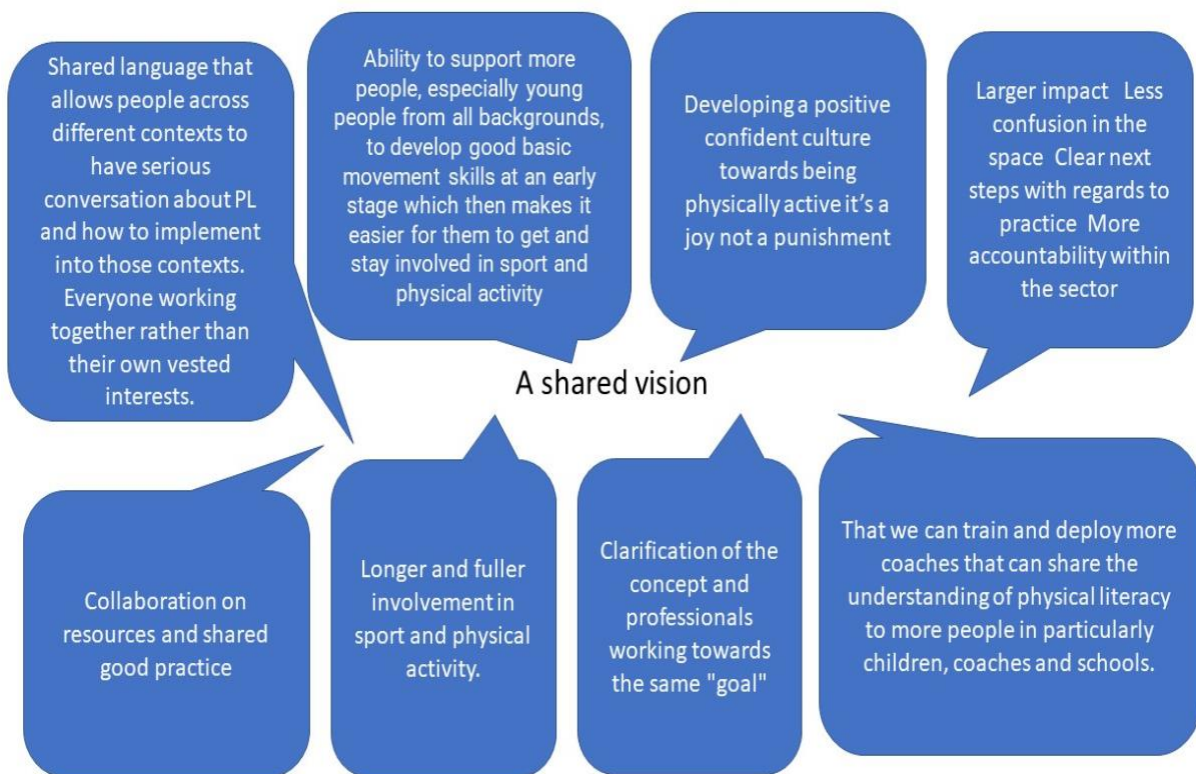 Shared language that
allows people across
different contexts to
have serious
conversation about PL
and how to implement
into those contexts.
Everyone working
together rather than
their own vested
interests.
Ability to support more
people, especially young
people from all backgrounds,
to develop good basic
movement skills at an early
stage which then makes it
easier for them to get and
stay involved in sport and
physical activity
Developing a positive
confident culture
towards being
physically active it’s a
joy not a punishment
Larger impact Less
confusion in the
space Clear next
steps with regards to
practice More
accountability within
the sector
A shared vision
Collaboration on
resources and shared
good practice
Longer and fuller
involvement in
sport and physical
activity.
Clarification of the
concept and
professionals
working towards
the same "goal"
That we can train and deploy more
coaches that can share the
understanding of physical literacy
to more people in particularly
children, coaches and schools.